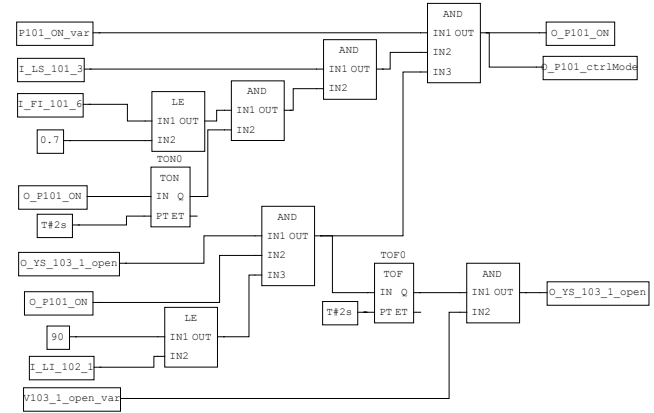 AND
P101_ON_var
IN1 OUT
O_P101_ON
IN2
AND
I_LS_101_3
IN1 OUT
IN3
O_P101_ctrlMode
IN2
AND
LE
I_FI_101_6
IN1 OUT
IN1 OUT
IN2
0.7
IN2
TON0
TON
O_P101_ON
IN Q
T#2s
PT ET
AND
O_YS_103_1_open
IN1 OUT
IN2
IN3
TOF0
TOF
AND
O_P101_ON
IN Q
IN1 OUT
O_YS_103_1_open
T#2s
PT ET
IN2
LE
90
IN1 OUT
I_LI_102_1
IN2
V103_1_open_var